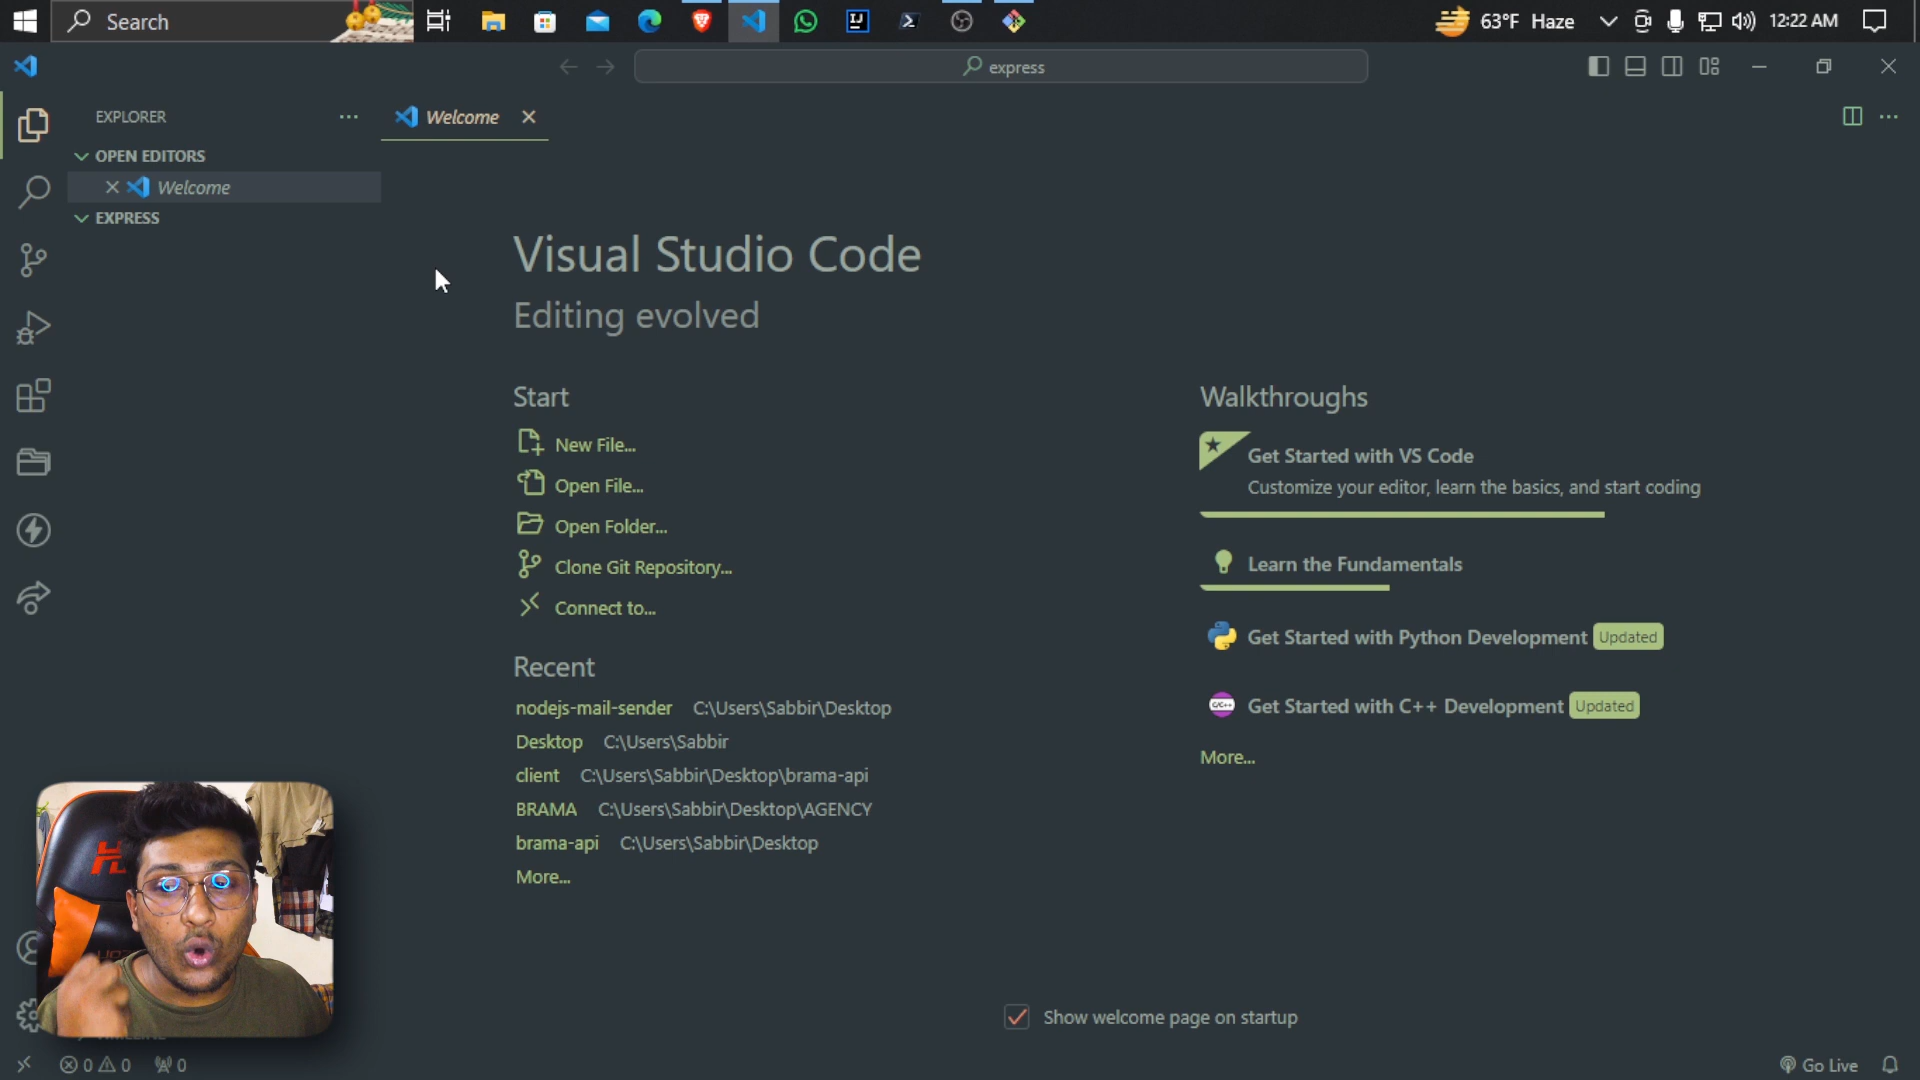 Search
63°F Haze
12:22 AM
express
EXPLORER
Welcome
OPEN EDITORS
Welcome
EXPRESS
Visual Studio Code
Editing evolved
Start
New File...
Open File...
Open Folder...
Clone Git Repository...
Connect to...
Recent
nodejs-mail-sender C:\Users\Sabbir\Desktop
Desktop C:\Users\Sabbir
client C:\Users\Sabbir\Desktop\brama-api
BRAMA C:\Users\Sabbir\Desktop\AGENCY
brama-api C:\Users\Sabbir\Desktop
More...
Walkthroughs
Get Started with VS Code
Customize your editor, learn the basics, and start coding
Learn the Fundamentals
Get Started with Python Development Updated
Get Started with C++ Development Updated
More...
Show welcome page on startup
0 0 0
Go Live